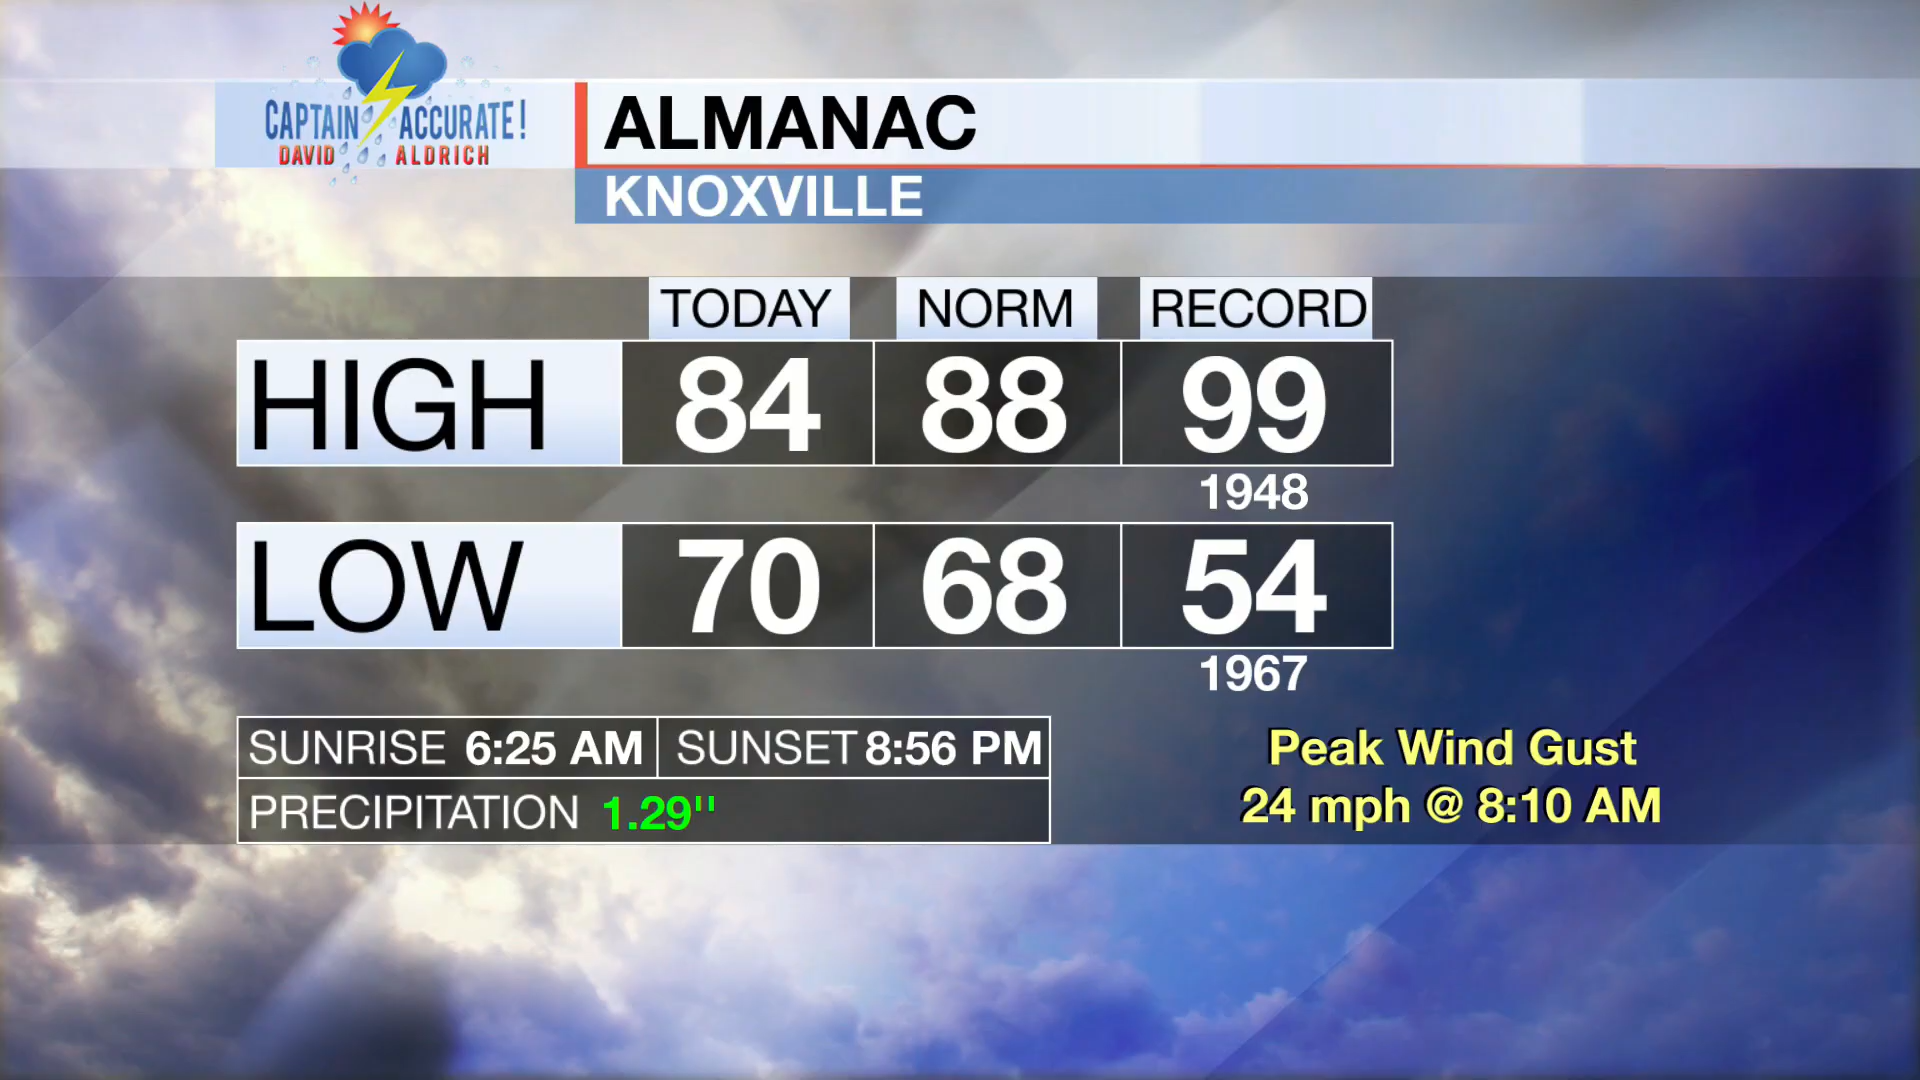 CAPTAIN ACCURATE!
DAVID ALDRICH
ALMANAC
KNOXVILLE
TODAY NORM RECORD
HIGH 84 88 99
1948
LOW 70 68 54
1967
SUNRISE 6:25 AM SUNSET 8:56 PM
PRECIPITATION 1.29''
Peak Wind Gust
24 mph @ 8:10 AM